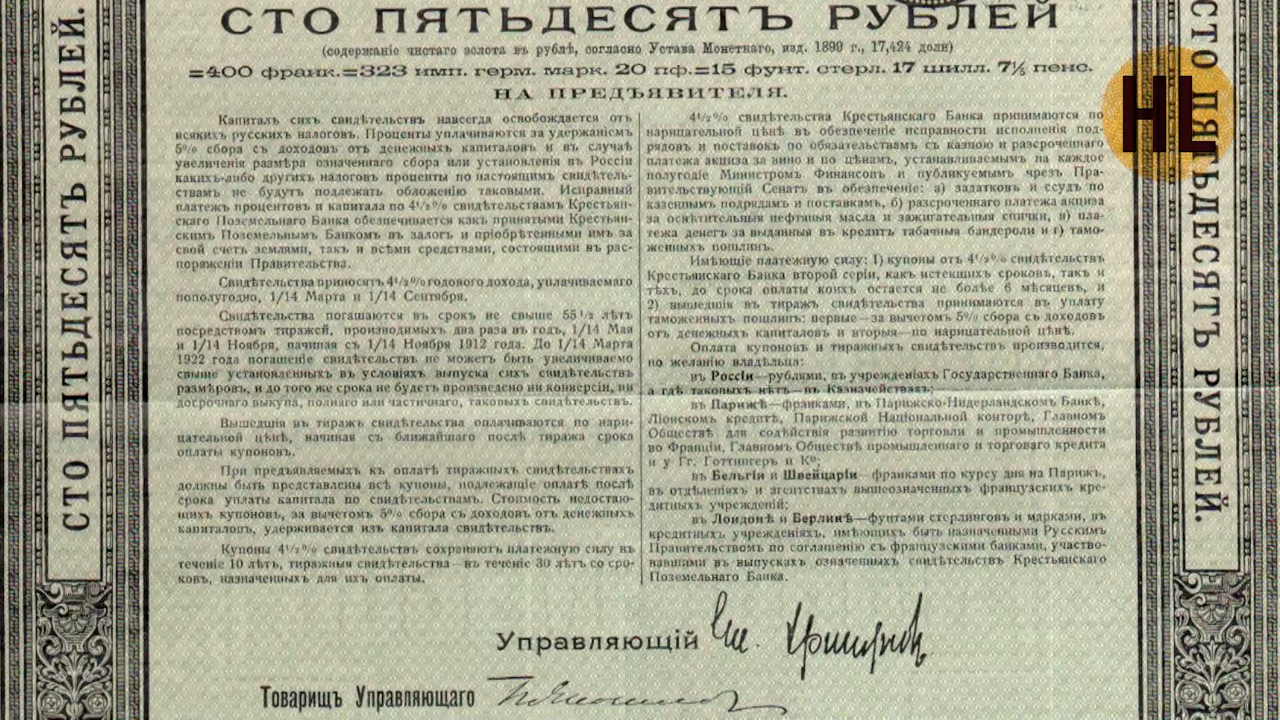 СТО ПЯТЬДЕСЯТЪ РУБЛЕЙ
(содержаніе чистаго золота въ рублѣ, согласно Устава Монетнаго, изд. 1899 г., 17,424 доли)
=400 франк.=323 имп. герм. марк. 20 пф.=15 фунт. стерл. 17 шилл. 7½ пенс.
НА ПРЕДЪЯВИТЕЛЯ.
СТО ПЯТЬДЕСЯТЪ РУБЛЕЙ.
Капиталъ сихъ свидѣтельствъ навсегда освобождается отъ
всякихъ русскихъ налоговъ. Проценты уплачиваются за удержаніемъ
5% сбора съ доходовъ отъ денежныхъ капиталовъ и въ случаѣ
увеличенія размѣра означеннаго сбора или установленія въ Россіи
какихъ-либо другихъ налоговъ проценты по настоящимъ свидѣтель-
ствамъ не будутъ подлежать обложенію таковыми. Исправный
платежъ процентовъ и капитала по 4½% свидѣтельствамъ Крестьян-
скаго Поземельнаго Банка обезпечивается какъ принятыми Крестьян-
скимъ Поземельнымъ Банкомъ въ залогъ и пріобрѣтенными имъ за
свой счетъ землями, такъ и всѣми средствами, состоящими въ рас-
поряженіи Правительства.
Свидѣтельства приносятъ 4½% годового дохода, уплачиваемаго
пополугодно, 1/14 Марта и 1/14 Сентября.
Свидѣтельства погашаются въ срокъ не свыше 55½ лѣтъ
посредствомъ тиражей, производимыхъ два раза въ годъ, 1/14 Мая
и 1/14 Ноября, начиная съ 1/14 Ноября 1912 года. До 1/14 Марта
1922 года погашеніе свидѣтельствъ не можетъ быть увеличиваемо
свыше установленныхъ въ условіяхъ выпуска сихъ свидѣтельствъ
размѣровъ, и до того же срока не будетъ произведено ни конверсіи, ни
досрочнаго выкупа, полнаго или частичнаго, таковыхъ свидѣтельствъ.
Вышедшія въ тиражъ свидѣтельства оплачиваются по нари-
цательной цѣнѣ, начиная съ ближайшаго послѣ тиража срока
оплаты купоновъ.
При предъявляемыхъ къ оплатѣ тиражныхъ свидѣтельствахъ
должны быть представлены всѣ купоны, подлежащіе оплатѣ послѣ
срока уплаты капитала по свидѣтельствамъ. Стоимость недостаю-
щихъ купоновъ, за вычетомъ 5% сбора съ доходовъ отъ денежныхъ
капиталовъ, удерживается изъ капитала свидѣтельствъ.
Купоны 4½% свидѣтельствъ сохраняютъ платежную силу въ
теченіе 10 лѣтъ, тиражныя свидѣтельства—въ теченіе 30 лѣтъ со сро-
ковъ, назначенныхъ для ихъ оплаты.
4½% свидѣтельства Крестьянскаго Банка принимаются по
нарицательной цѣнѣ въ обезпеченіе исправности исполненія под-
рядовъ и поставокъ по обязательствамъ съ казною и разсроченнаго
платежа акциза за вино и по цѣнамъ, устанавливаемымъ на каждое
полугодіе Министромъ Финансовъ и публикуемымъ чрезъ Пра-
вительствующій Сенатъ въ обезпеченіе: а) задатковъ и ссудъ по
казеннымъ подрядамъ и поставкамъ, б) разсроченнаго платежа акциза
за освѣтительныя нефтяныя масла и зажигательныя спички, в) пла-
тежа денегъ за выданныя въ кредитъ табачныя бандероли и г) тамо-
женныхъ пошлинъ.
Имѣющіе платежную силу: 1) купоны отъ 4½% свидѣтельствъ
Крестьянскаго Банка второй серіи, какъ истекшихъ сроковъ, такъ и
тѣхъ, до срока оплаты коихъ остается не болѣе 6 мѣсяцевъ, и
2) вышедшія въ тиражъ свидѣтельства принимаются въ уплату
таможенныхъ пошлинъ: первые—за вычетомъ 5% сбора съ доходовъ
отъ денежныхъ капиталовъ и вторыя—по нарицательной цѣнѣ.
Оплата купоновъ и тиражныхъ свидѣтельствъ производится,
по желанію владѣльца:
въ Россіи—рублями, въ учрежденіяхъ Государственнаго Банка,
а гдѣ таковыхъ нѣтъ—въ Казначействахъ;
въ Парижѣ—франками, въ Парижско-Нидерландскомъ Банкѣ,
Ліонскомъ кредитѣ, Парижской Національной конторѣ, Главномъ
Обществѣ для содѣйствія развитію торговли и промышленности
во Франціи, Главномъ Обществѣ промышленнаго и торговаго кредита
и у Гг. Готтингеръ и К°;
въ Бельгіи и Швейцаріи—франками по курсу дня на Парижъ,
въ отдѣленіяхъ и агентствахъ вышеозначенныхъ французскихъ кре-
дитныхъ учрежденій;
въ Лондонѣ и Берлинѣ—фунтами стерлинговъ и марками, въ
кредитныхъ учрежденіяхъ, имѣющихъ быть назначенными Русскимъ
Правительствомъ по соглашенію съ французскими банками, участво-
вавшими въ выпускахъ означенныхъ свидѣтельствъ Крестьянскаго
Поземельнаго Банка.
СТО ПЯТЬДЕСЯТЪ РУБЛЕЙ.
HL
Управляющій
Товарищъ Управляющаго